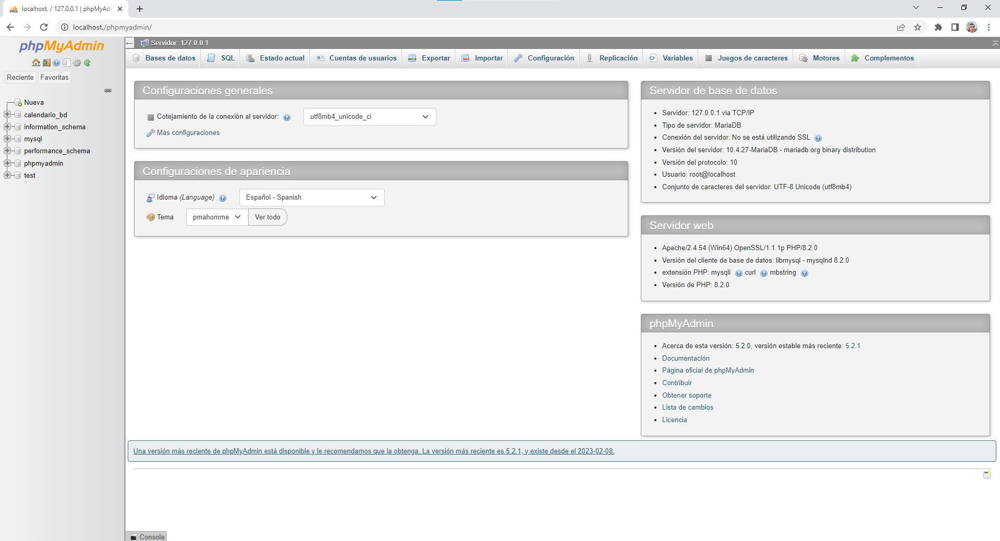 localhost. / 127.0.0.1 | phpMyAdm
localhost./phpmyadmin/
phpMyAdmin
Reciente
Favoritas
Nueva
calendario_bd
information_schema
mysql
performance_schema
phpmyadmin
test
Servidor: 127.0.0.1
Bases de datos
SQL
Estado actual
Cuentas de usuarios
Exportar
Importar
Configuración
Replicación
Variables
Juegos de caracteres
Motores
Complementos
Configuraciones generales
Cotejamiento de la conexión al servidor:
utf8mb4_unicode_ci
Más configuraciones
Configuraciones de apariencia
Idioma (Language)
Español - Spanish
Tema
pmahomme
Ver todo
Servidor de base de datos
Servidor: 127.0.0.1 via TCP/IP
Tipo de servidor: MariaDB
Conexión del servidor: No se está utilizando SSL
Versión del servidor: 10.4.27-MariaDB - mariadb.org binary distribution
Versión del protocolo: 10
Usuario: root@localhost
Conjunto de caracteres del servidor: UTF-8 Unicode (utf8mb4)
Servidor web
Apache/2.4.54 (Win64) OpenSSL/1.1.1p PHP/8.2.0
Versión del cliente de base de datos: libmysql - mysqlnd 8.2.0
extensión PHP: mysqli curl mbstring
Versión de PHP: 8.2.0
phpMyAdmin
Acerca de esta versión: 5.2.0, versión estable más reciente: 5.2.1
Documentación
Página oficial de phpMyAdmin
Contribuir
Obtener soporte
Lista de cambios
Licencia
Una versión más reciente de phpMyAdmin está disponible y le recomendamos que la obtenga. La versión más reciente es 5.2.1, y existe desde el 2023-02-08.
Consola